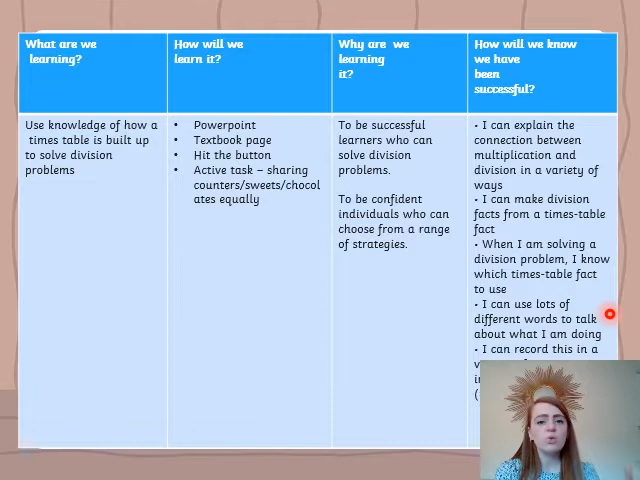 What are we
learning?
How will we
learn it?
Why are we
learning
it?
How will we know
we have
been
successful?
Use knowledge of how a
times table is built up
to solve division
problems
• Powerpoint
• Textbook page
• Hit the button
• Active task – sharing
counters/sweets/chocol
ates equally
To be successful
learners who can
solve division
problems.
To be confident
individuals who can
choose from a range
of strategies.
• I can explain the
connection between
multiplication and
division in a variety of
ways
• I can make division
facts from a times-table
fact
• When I am solving a
division problem, I know
which times-table fact
to use
• I can use lots of
different words to talk
about what I am doing
• I can record this in a